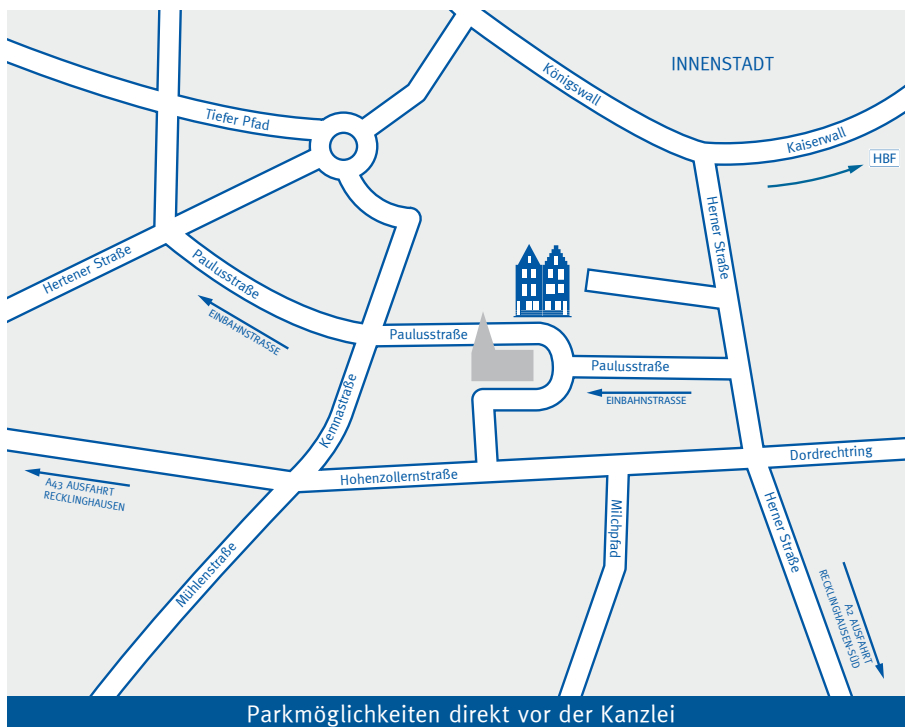 INNENSTADT
Königswall
Kaiserwall
HBF
Tiefer Pfad
Herner Straße
Hertener Straße
Paulusstraße
EINBAHNSTRASSE
Paulusstraße
Paulusstraße
EINBAHNSTRASSE
Kemnastraße
Dordrechtring
Hohenzollernstraße
A43 AUSFAHRT
RECKLINGHAUSEN
Milchpfad
Herner Straße
Mühlenstraße
A2 AUSFAHRT
RECKLINGHAUSEN-SÜD
Parkmöglichkeiten direkt vor der Kanzlei